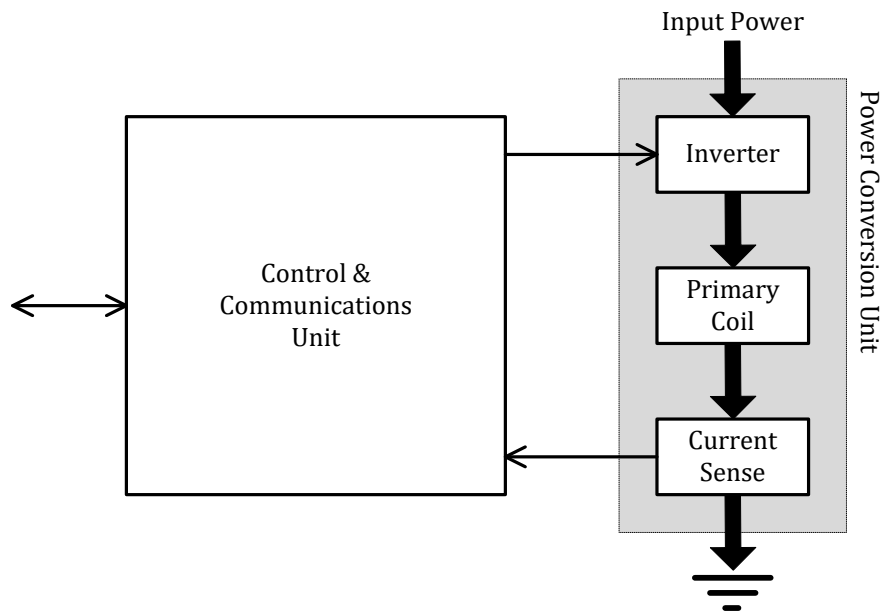 Input Power
Inverter
Control &
Communications
Unit
Primary
Coil
Current
Sense
Power Conversion Unit